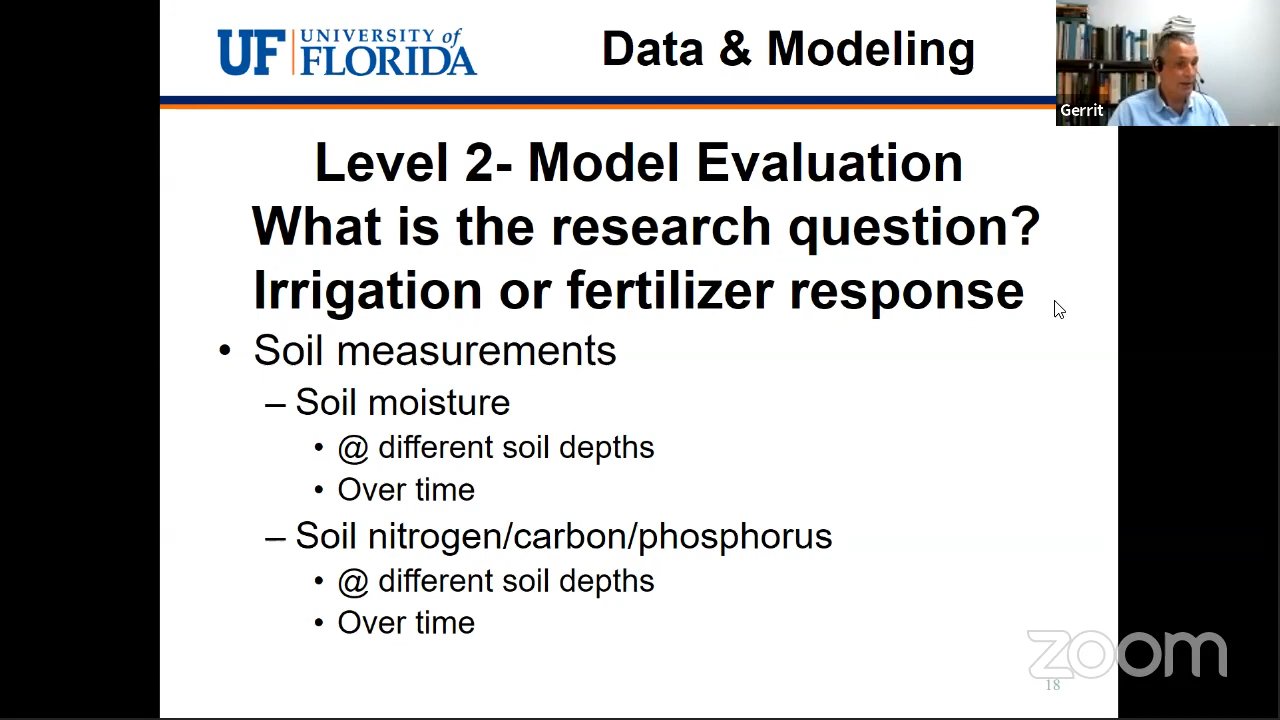 UF UNIVERSITY of FLORIDA
Data & Modeling
Gerrit
Level 2- Model Evaluation
What is the research question?
Irrigation or fertilizer response
• Soil measurements
– Soil moisture
• @ different soil depths
• Over time
– Soil nitrogen/carbon/phosphorus
• @ different soil depths
• Over time
zoom
18